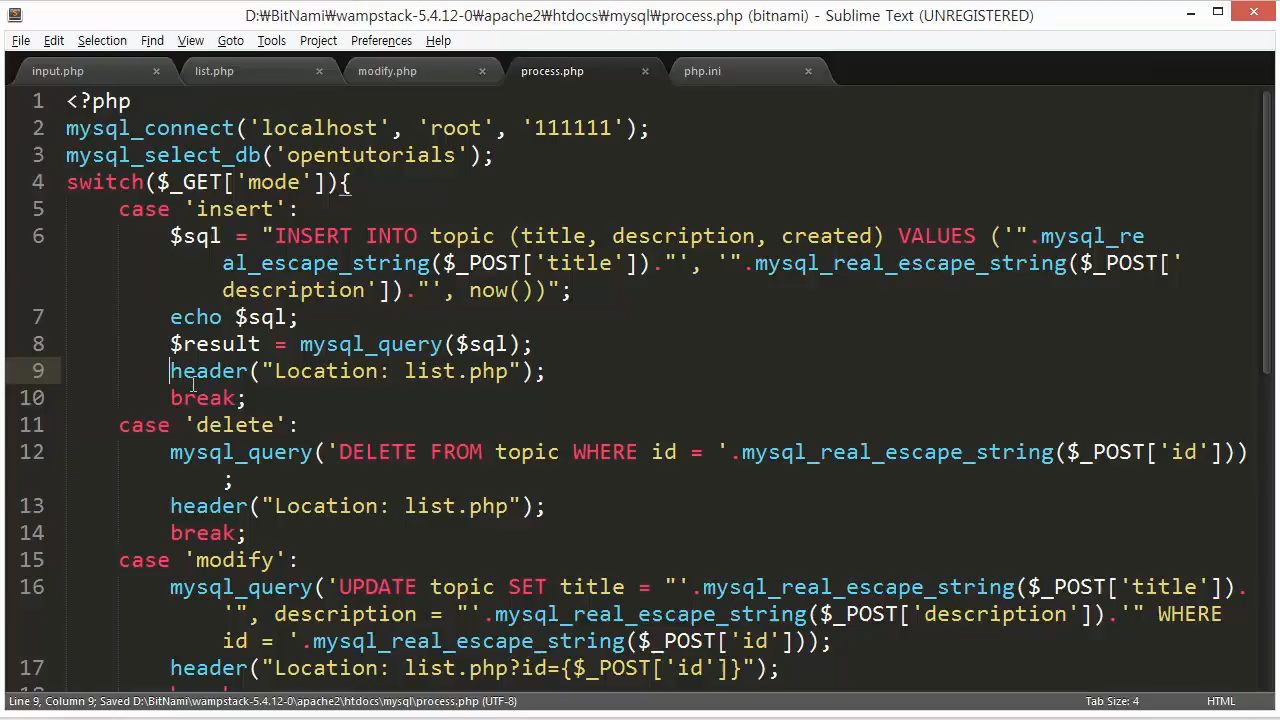 D:₩BitNami₩wampstack-5.4.12-0₩apache2₩htdocs₩mysql₩process.php (bitnami) - Sublime Text (UNREGISTERED)
File Edit Selection Find View Goto Tools Project Preferences Help
input.php × list.php × modify.php × process.php × php.ini ×
1 <?php
2 mysql_connect('localhost', 'root', '111111');
3 mysql_select_db('opentutorials');
4 switch($_GET['mode']){
5 case 'insert':
6 $sql = "INSERT INTO topic (title, description, created) VALUES ('".mysql_re
al_escape_string($_POST['title'])."', '".mysql_real_escape_string($_POST['
description'])."', now())";
7 echo $sql;
8 $result = mysql_query($sql);
9 header("Location: list.php");
10 break;
11 case 'delete':
12 mysql_query('DELETE FROM topic WHERE id = '.mysql_real_escape_string($_POST['id']))
;
13 header("Location: list.php");
14 break;
15 case 'modify':
16 mysql_query('UPDATE topic SET title = "'.mysql_real_escape_string($_POST['title']).
'", description = "'.mysql_real_escape_string($_POST['description']).'" WHERE
id = '.mysql_real_escape_string($_POST['id']));
17 header("Location: list.php?id={$_POST['id']}");
Line 9, Column 9; Saved D:\BitNami\wampstack-5.4.12-0\apache2\htdocs\mysql\process.php (UTF-8) Tab Size: 4 HTML